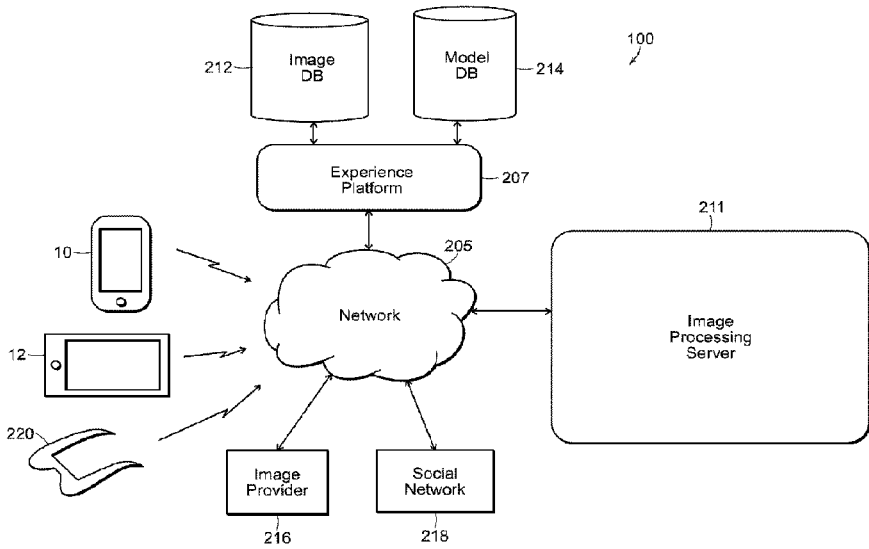 100
212
Image
DB
Model
DB
214
Experience
Platform
207
211
10
205
Network
Image
Processing
Server
12
220
Image
Provider
Social
Network
216
218